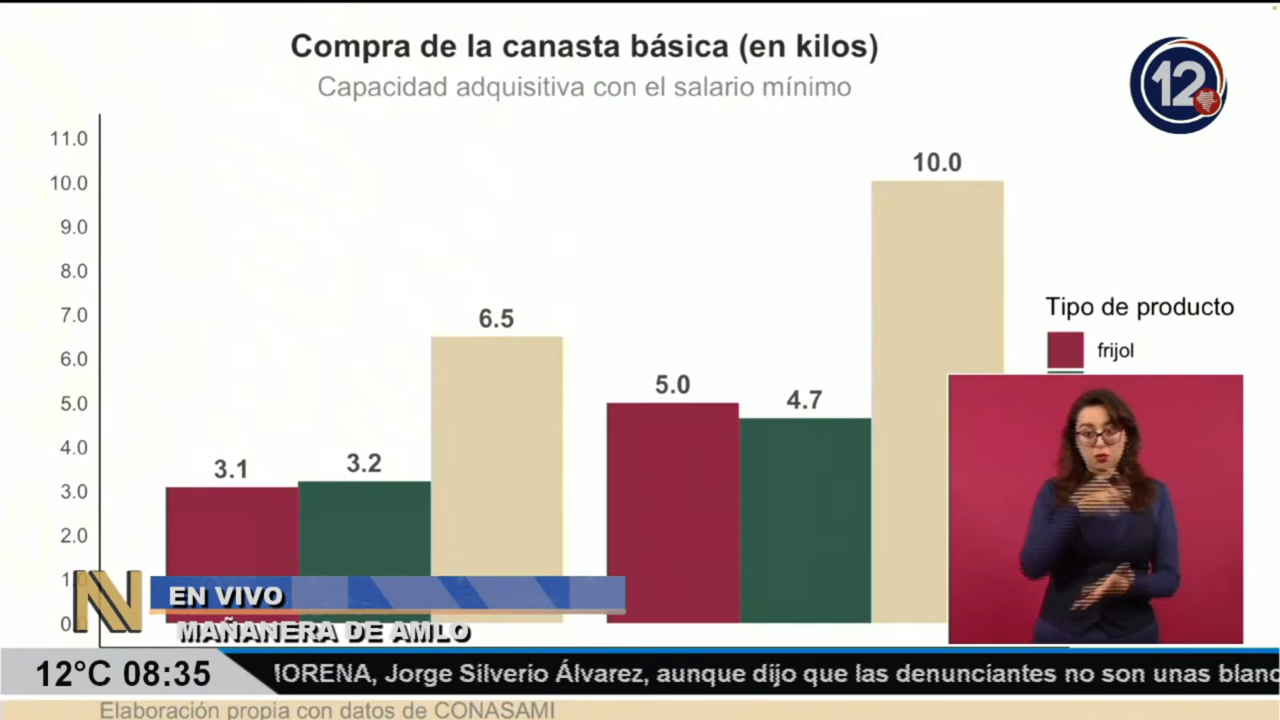 Compra de la canasta básica (en kilos)
Capacidad adquisitiva con el salario mínimo
12
11.0
10.0
9.0
8.0
7.0
6.0
5.0
4.0
3.0
2.0
3.1
3.2
6.5
5.0
4.7
10.0
Tipo de producto
frijol
N
EN VIVO
MAÑANERA DE AMLO
12°C 08:35
MORENA, Jorge Silverio Álvarez, aunque dijo que las denunciantes no son unas blanc
Elaboración propia con datos de CONASAMI